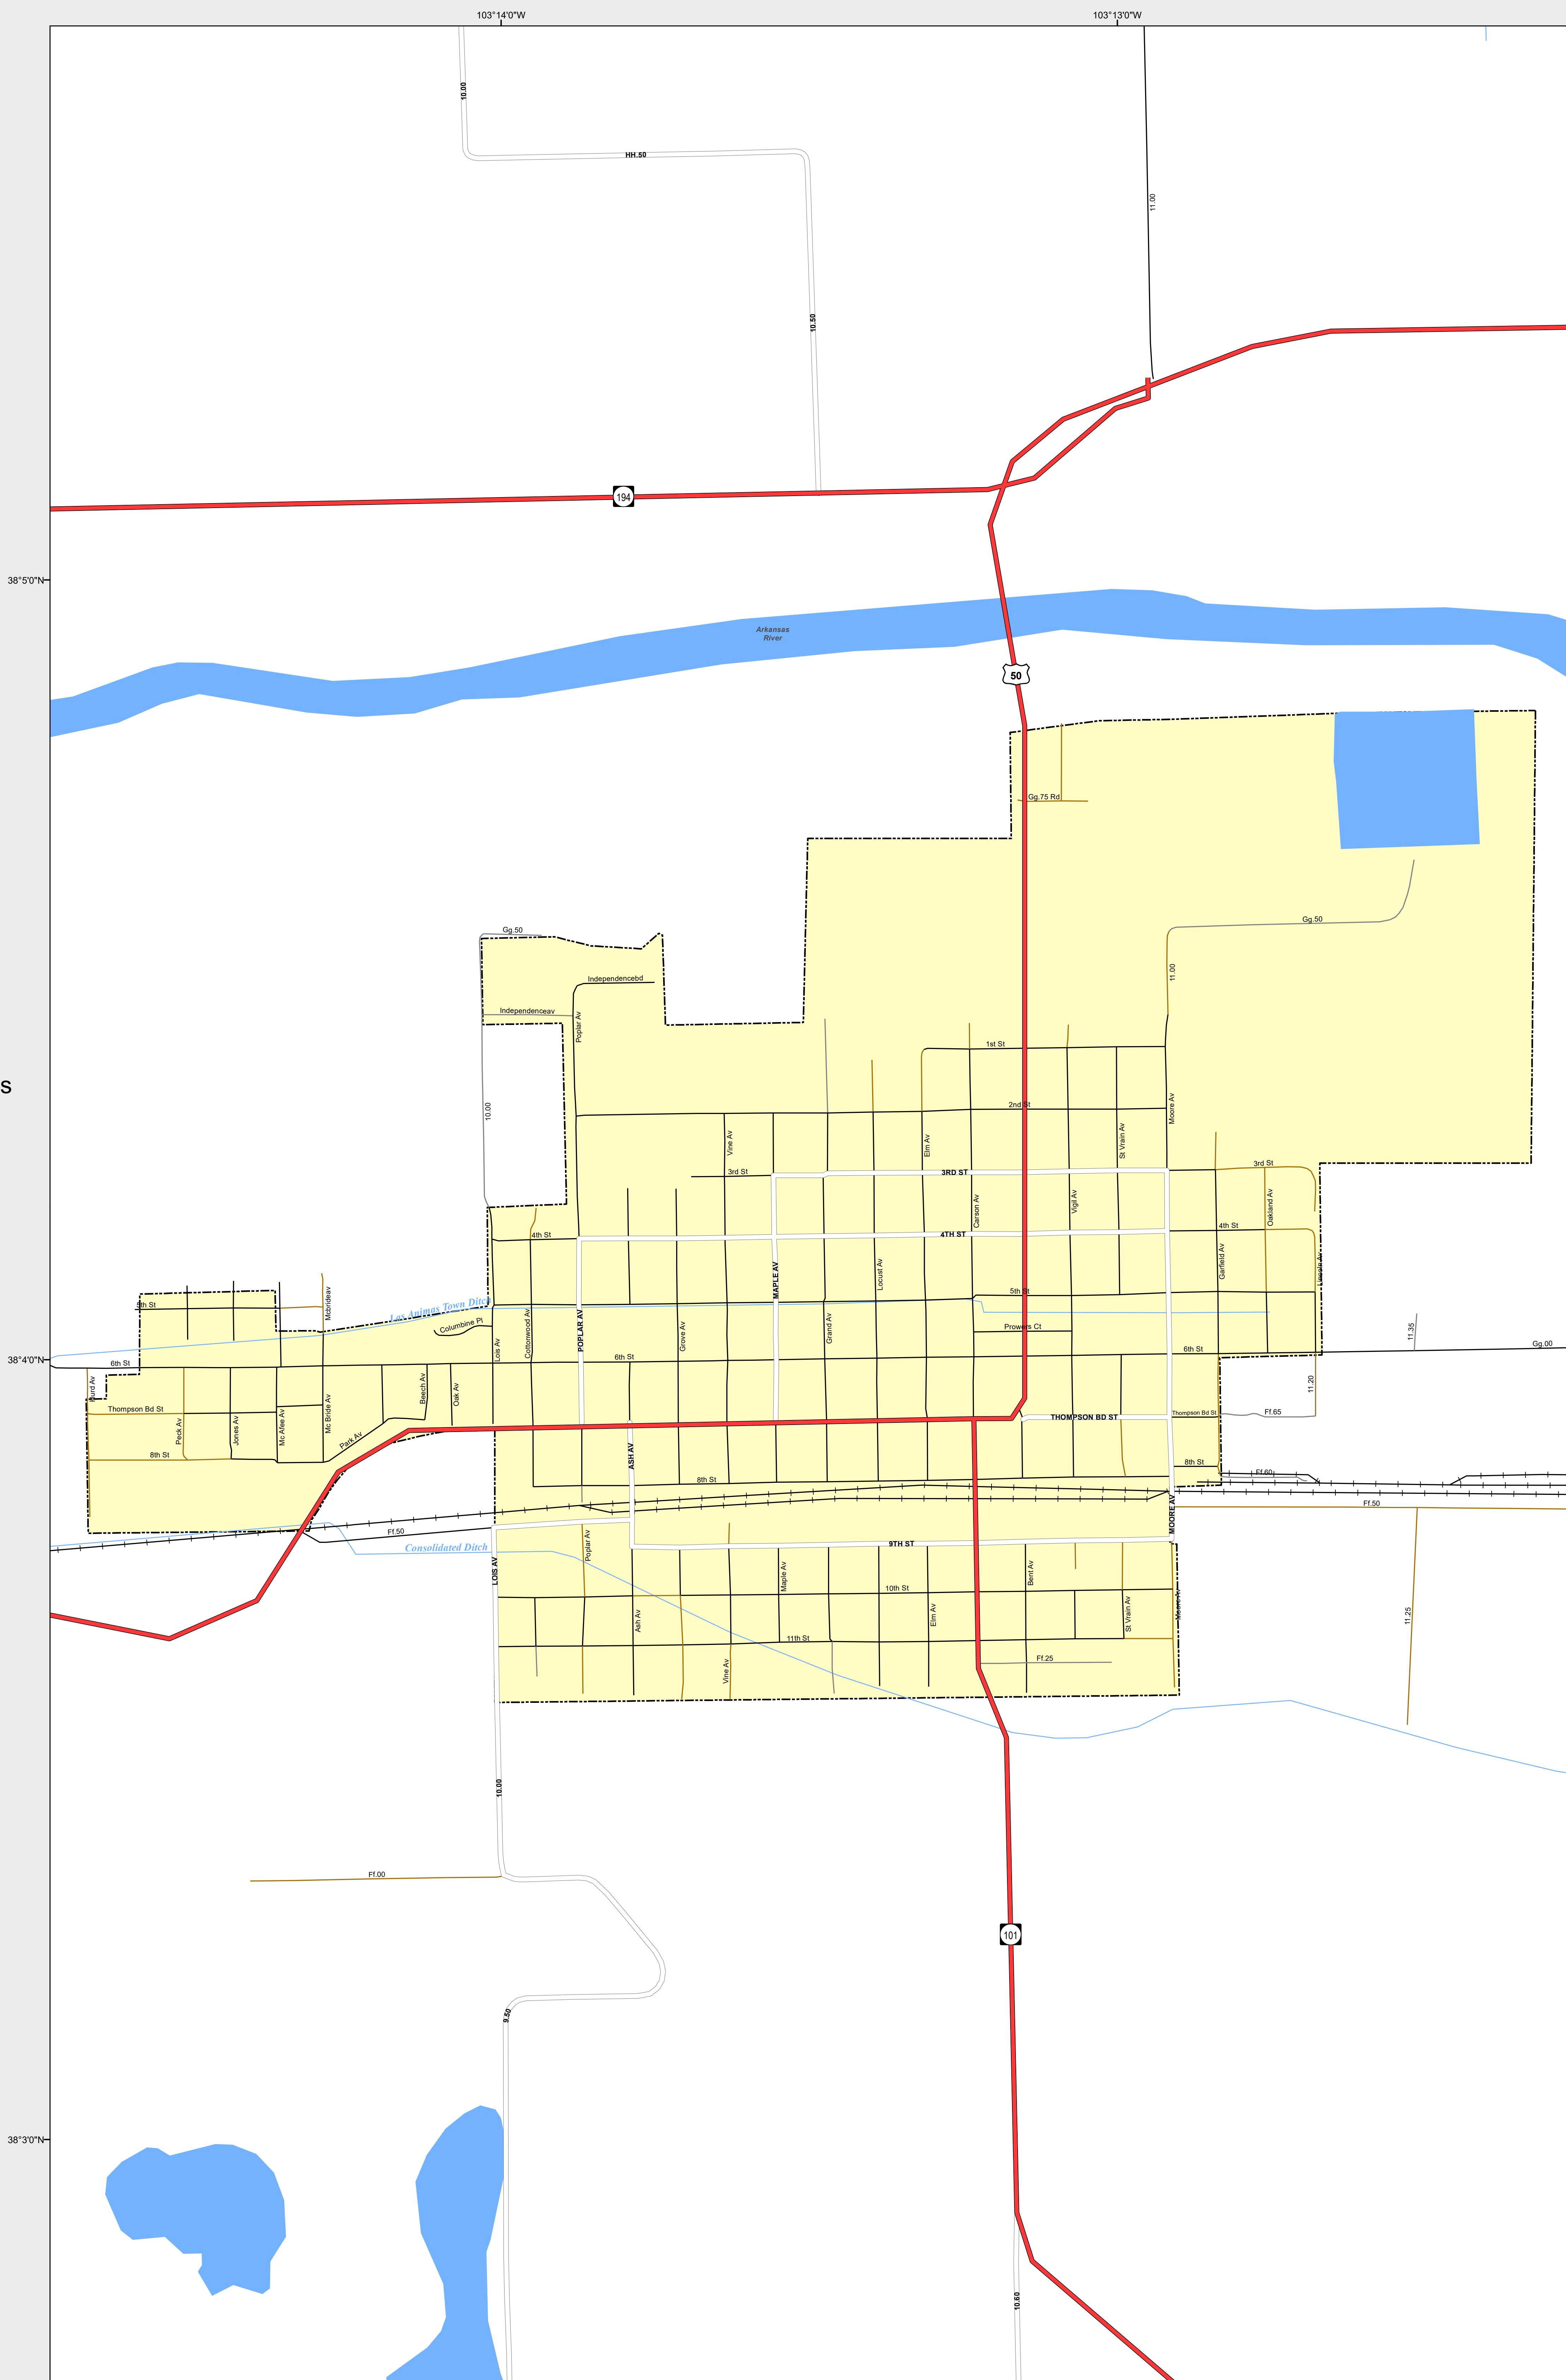 103°14'0"W
103°13'0"W
10.00
HH.50
11.00
10.50
194
38°5'0"N
Arkansas
River
50
Gg.75 Rd
Gg.50
Gg.50
11.00
Independencebd
Independenceav
Poplar Av
1st St
S
10.00
2nd St
Moore Av
Vine Av
Elm Av
St Vrain Av
3rd St
3RD ST
3rd St
Carson Av
Vigil Av
Oakland Av
4th St
4TH ST
4th St
Garfield Av
Lincoln Av
Locust Av
MAPLE AV
5th St
Mcbrideav
Las Animas Town Ditch
5th St
Columbine Pl
Lois Av
Cottonwood Av
POPLAR AV
Grove Av
Grand Av
Prowers Ct
11.35
Gg.00
38°4'0"N
6th St
6th St
6th St
Beech Av
Oak Av
11.20
Thompson Bd St
Peck Av
Jones Av
Mc Afee Av
Mc Bride Av
Park Av
THOMPSON BD ST
Thompson Bd St
Ff.65
8th St
ASH AV
8th St
8th St
Ff.60
Ff.50
Ff.50
MOORE AV
Consolidated Ditch
LOIS AV
Poplar Av
9TH ST
Maple Av
Bent Av
10th St
Ash Av
Elm Av
St Vrain Av
Moore Av
11.25
11th St
Vine Av
Ff.25
10.00
Ff.00
101
9.50
38°3'0"N
10.60